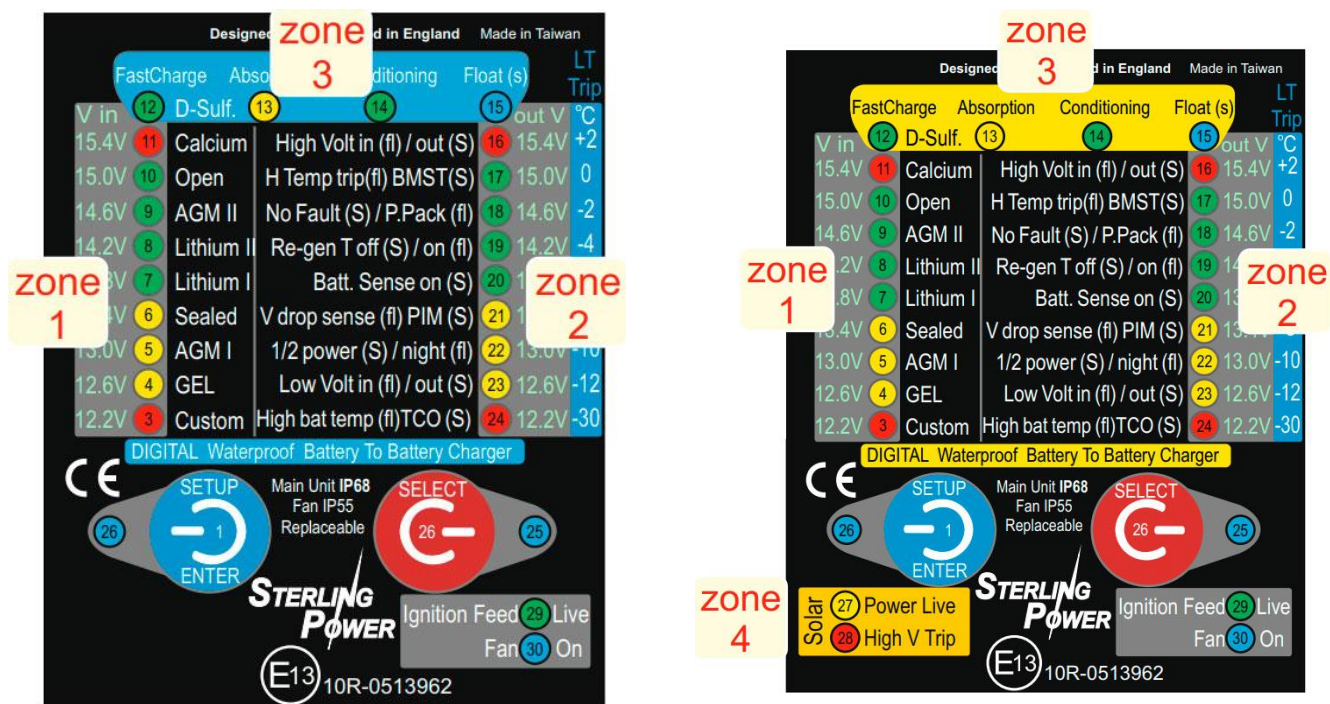 Designed
d in England
Made in Taiwan
zone
3
LT
Trip
FastCharge
Abso
ditioning
Float (s)
12 D-Sulf. 13 14 15
V in
out V °C
15.4V 11 Calcium High Volt in (fl) / out (S) 16 15.4V +2
15.0V 10 Open H Temp trip(fl) BMST(S) 17 15.0V 0
14.6V 9 AGM II No Fault (S) / P.Pack (fl) 18 14.6V -2
14.2V 8 Lithium II Re-gen T off (S) / on (fl) 19 14.2V -4
zone
1
7 Lithium I Batt. Sense on (S) 20
zone
2
6 Sealed V drop sense (fl) PIM (S) 21
13.0V 5 AGM I 1/2 power (S) / night (fl) 22 13.0V -10
12.6V 4 GEL Low Volt in (fl) / out (S) 23 12.6V -12
12.2V 3 Custom High bat temp (fl)TCO (S) 24 12.2V -30
DIGITAL Waterproof Battery To Battery Charger
CE
SETUP
26 1
ENTER
Main Unit IP68
Fan IP55
Replaceable
SELECT
26 25
STERLING
POWER
Ignition Feed 29 Live
Fan 30 On
E13 10R-0513962
Designed
d in England
Made in Taiwan
zone
3
LT
Trip
FastCharge Absorption Conditioning Float (s)
12 D-Sulf. 13 14 15
V in
out V °C
15.4V 11 Calcium High Volt in (fl) / out (S) 16 15.4V +2
15.0V 10 Open H Temp trip(fl) BMST(S) 17 15.0V 0
14.6V 9 AGM II No Fault (S) / P.Pack (fl) 18 14.6V -2
8 Lithium II Re-gen T off (S) / on (fl) 19
zone
1
7 Lithium I Batt. Sense on (S) 20
zone
2
6 Sealed V drop sense (fl) PIM (S) 21
13.0V 5 AGM I 1/2 power (S) / night (fl) 22 13.0V -10
12.6V 4 GEL Low Volt in (fl) / out (S) 23 12.6V -12
12.2V 3 Custom High bat temp (fl)TCO (S) 24 12.2V -30
DIGITAL Waterproof Battery To Battery Charger
CE
SETUP
26 1
ENTER
Main Unit IP68
Fan IP55
Replaceable
SELECT
26 25
STERLING
POWER
zone
4
Solar
27 Power Live
28 High V Trip
Ignition Feed 29 Live
Fan 30 On
E13 10R-0513962